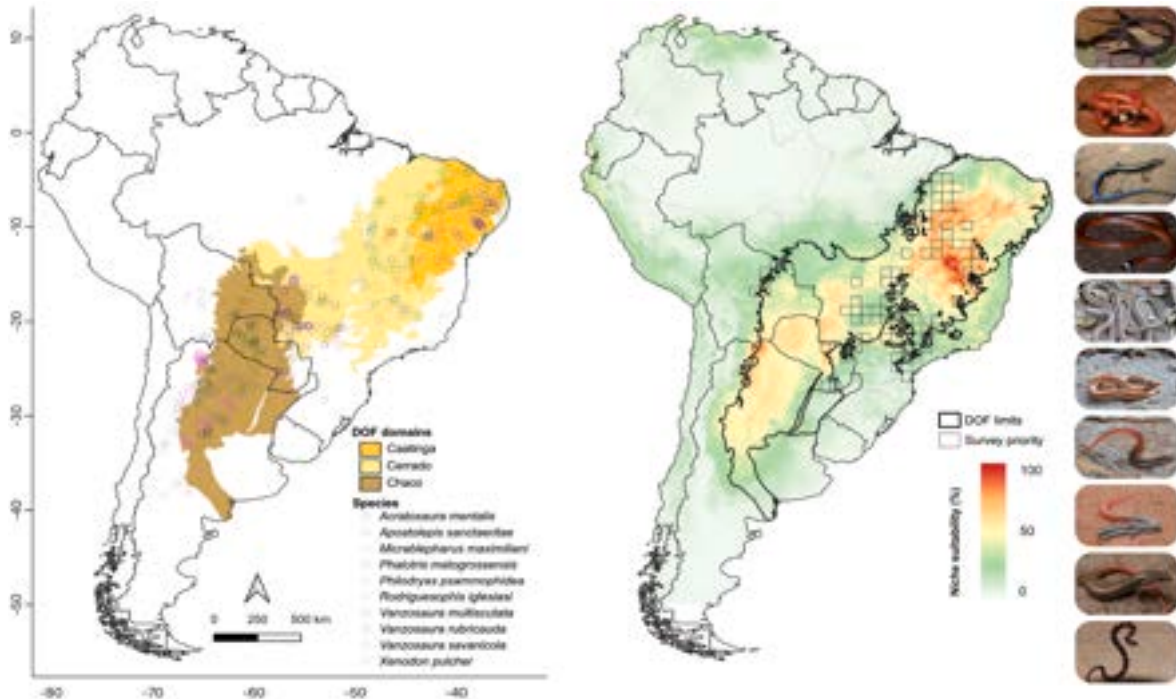 10
0
-10
-20
-30
-40
-50
-80
-70
-60
-50
-40
DOF domains
Caatinga
Cerrado
Chaco
Species
Acratosaura mentalis
Apostolepis sanctaeritae
Micrablepharus maximiliani
Phalotris matogrossensis
Philodryas psammophidea
Rodriguesophis iglesiasi
Vanzosaura multiscutata
Vanzosaura rubricauda
Vanzosaura savanicola
Xenodon pulcher
0 250 500 km
DOF limits
Survey priority
Niche suitability (%)
100
50
0